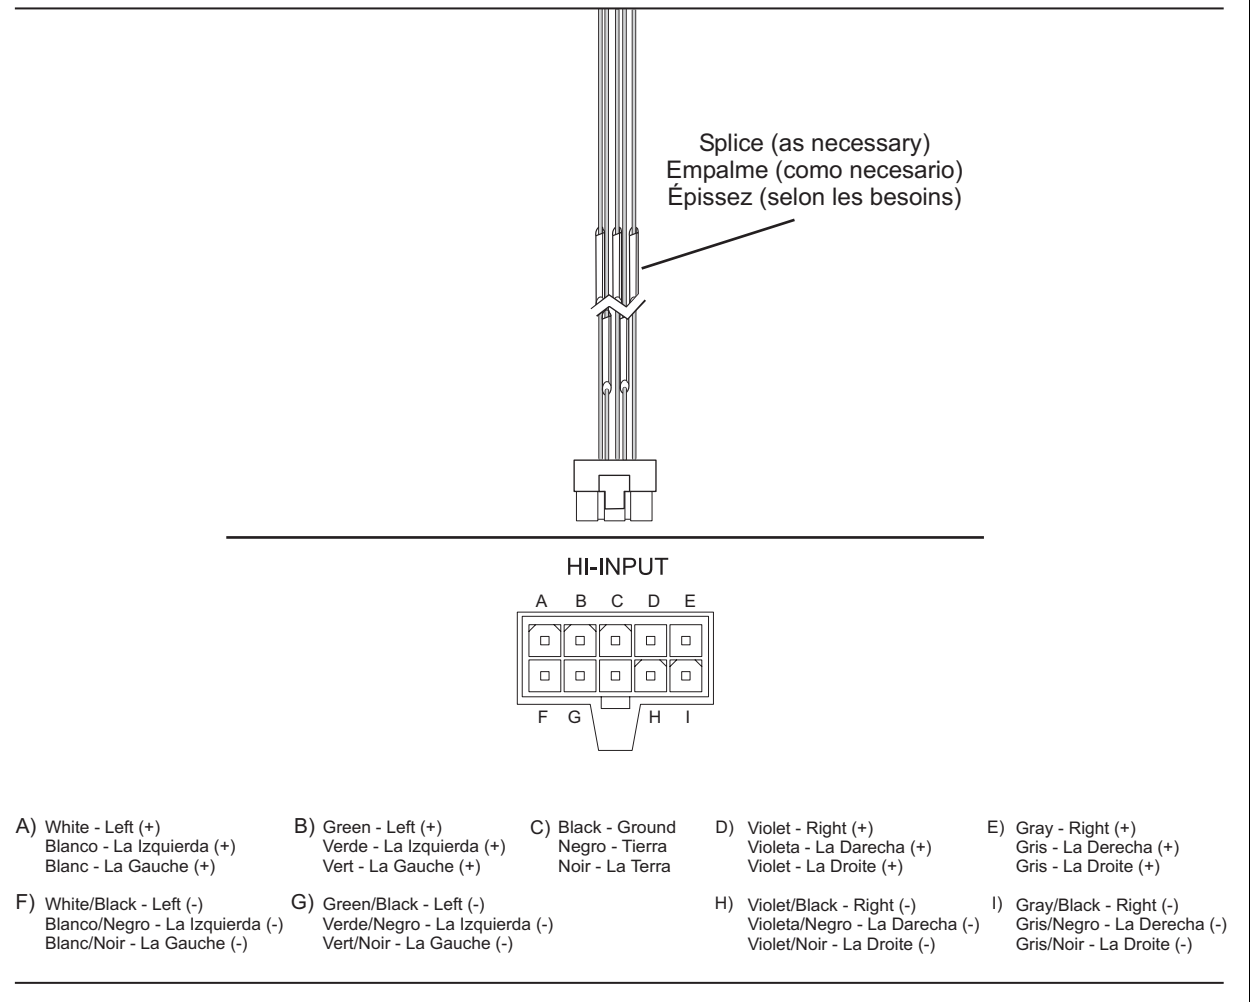 Splice (as necessary)
Empalme (como necesario)
Épissez (selon les besoins)
HI-INPUT
A B C D E
F G H I
A) White - Left (+)
Blanco - La Izquierda (+)
Blanc - La Gauche (+)
B) Green - Left (+)
Verde - La Izquierda (+)
Vert - La Gauche (+)
C) Black - Ground
Negro - Tierra
Noir - La Terra
D) Violet - Right (+)
Violeta - La Darecha (+)
Violet - La Droite (+)
E) Gray - Right (+)
Gris - La Derecha (+)
Gris - La Droite (+)
F) White/Black - Left (-)
Blanco/Negro - La Izquierda (-)
Blanc/Noir - La Gauche (-)
G) Green/Black - Left (-)
Verde/Negro - La Izquierda (-)
Vert/Noir - La Gauche (-)
H) Violet/Black - Right (-)
Violeta/Negro - La Darecha (-)
Violet/Noir - La Droite (-)
I) Gray/Black - Right (-)
Gris/Negro - La Derecha (-)
Gris/Noir - La Droite (-)